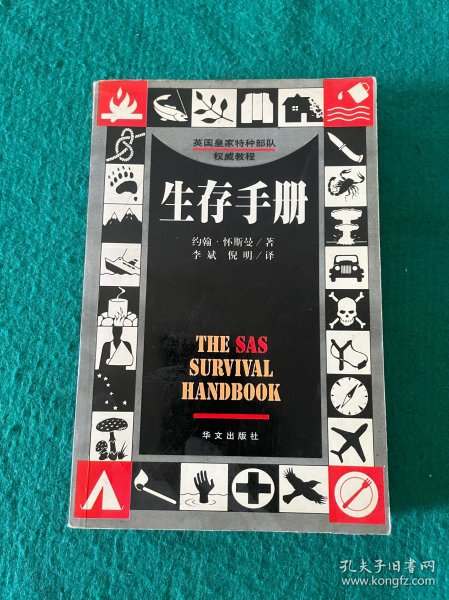 英国皇家特种部队
权威教程
生存手册
约翰·怀斯曼/著
李斌 倪明/译
THE SAS
SURVIVAL
HANDBOOK
华文出版社
孔夫子旧书网
www.kongfz.com